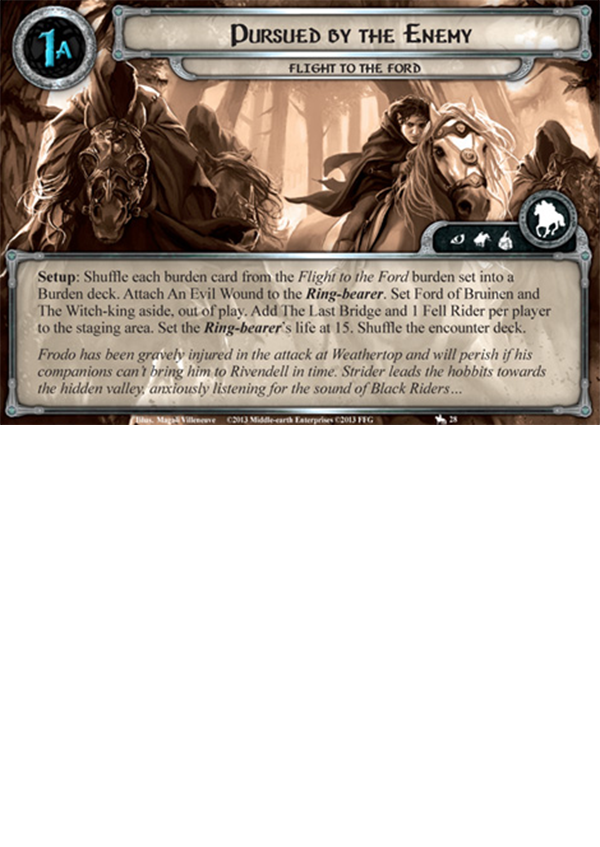 1A
PURSUED BY THE ENEMY
FLIGHT TO THE FORD
Setup: Shuffle each burden card from the Flight to the Ford burden set into a
Burden deck. Attach An Evil Wound to the Ring-bearer. Set Ford of Bruinen and
The Witch-king aside, out of play. Add The Last Bridge and 1 Fell Rider per player
to the staging area. Set the Ring-bearer's life at 15. Shuffle the encounter deck.
Frodo has been gravely injured in the attack at Weathertop and will perish if his
companions can't bring him to Rivendell in time. Strider leads the hobbits towards
the hidden valley, anxiously listening for the sound of Black Riders…
Illus. Magali Villeneuve ©2013 Middle-earth Enterprises ©2013 FFG 28